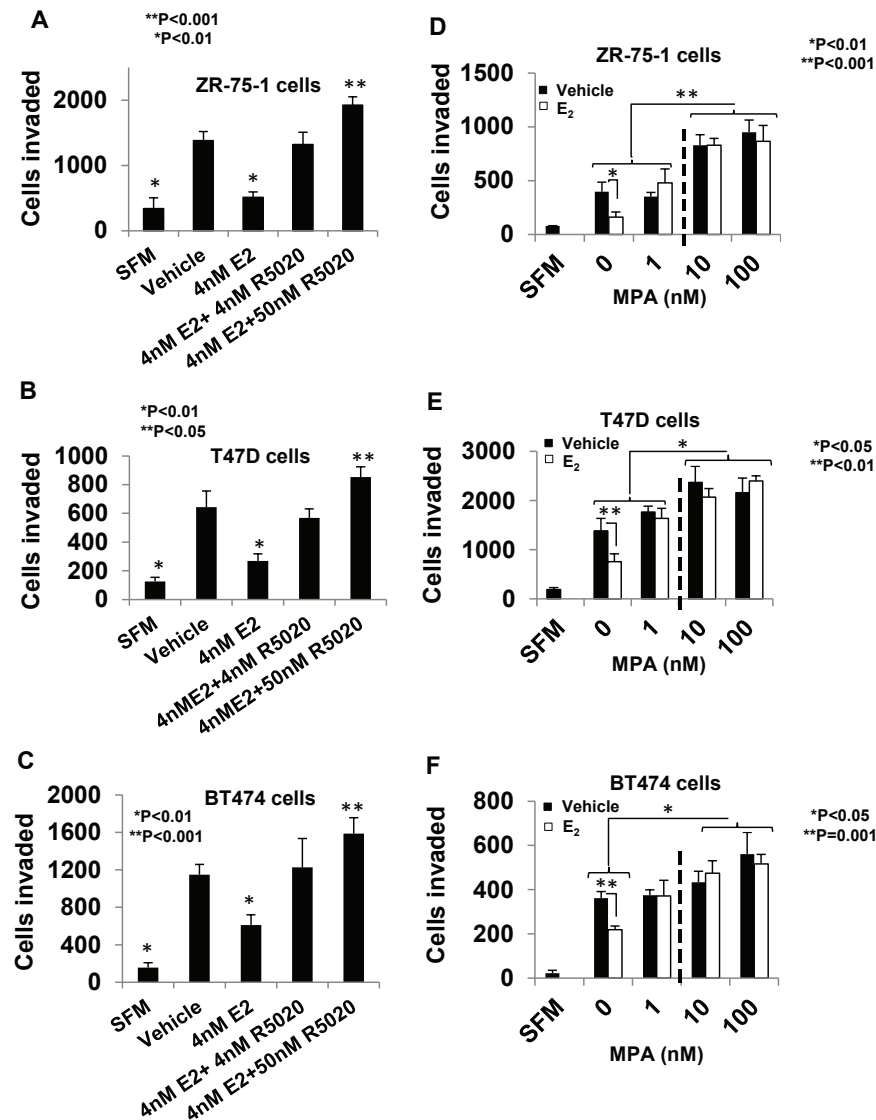 A
**P<0.001
*P<0.01
ZR-75-1 cells
Cells invaded
2000
1000
0
*
*
**
SFM
Vehicle
4nM E2
4nM E2+ 4nM R5020
4nM E2+50nM R5020
B
*P<0.01
**P<0.05
T47D cells
Cells invaded
1000
800
600
400
200
0
*
*
**
SFM
Vehicle
4nM E2
4nME2+4nM R5020
4nME2+50nM R5020
C
BT474 cells
*P<0.01
**P<0.001
Cells invaded
2000
1600
1200
800
400
0
*
*
**
SFM
Vehicle
4nM E2
4nM E2+ 4nM R5020
4nM E2+50nM R5020
D
*P<0.01
**P<0.001
ZR-75-1 cells
Vehicle
E2
Cells invaded
1500
1000
500
0
*
**
SFM
0
1
10
100
MPA (nM)
E
T47D cells
*P<0.05
**P<0.01
Vehicle
E2
Cells invaded
3000
2000
1000
0
**
*
SFM
0
1
10
100
MPA (nM)
F
BT474 cells
*P<0.05
**P=0.001
Vehicle
E2
Cells invaded
800
600
400
200
0
**
*
SFM
0
1
10
100
MPA (nM)